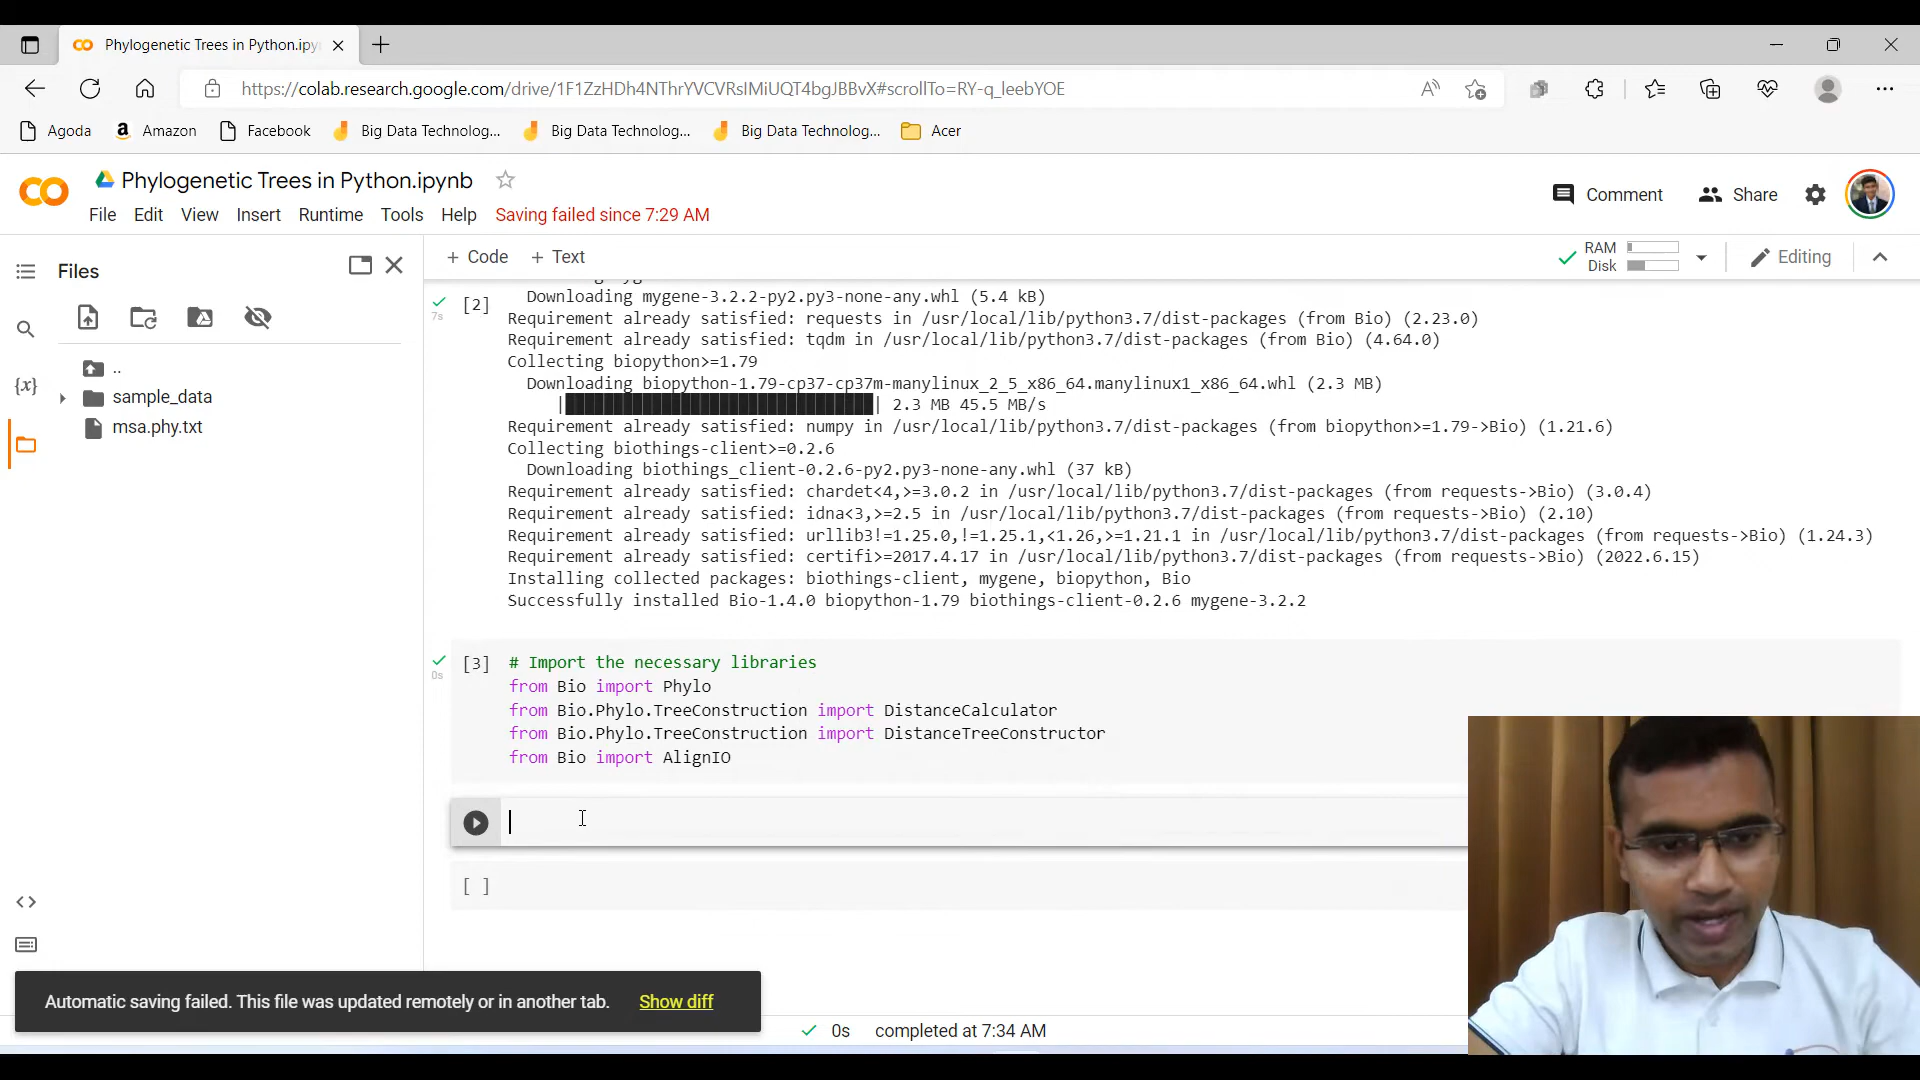 Phylogenetic Trees in Python.ipy
https://colab.research.google.com/drive/1F1ZzHDh4NThrYVCVRsIMiUQT4bgJBBvX#scrollTo=RY-q_leebYOE
Agoda
Amazon
Facebook
Big Data Technolog...
Big Data Technolog...
Big Data Technolog...
Acer
Phylogenetic Trees in Python.ipynb
Comment
Share
File Edit View Insert Runtime Tools Help Saving failed since 7:29 AM
Files
+ Code + Text
RAM
Disk
Editing
..
sample_data
msa.phy.txt
[2]
7s
Downloading mygene-3.2.2-py2.py3-none-any.whl (5.4 kB)
Requirement already satisfied: requests in /usr/local/lib/python3.7/dist-packages (from Bio) (2.23.0)
Requirement already satisfied: tqdm in /usr/local/lib/python3.7/dist-packages (from Bio) (4.64.0)
Collecting biopython>=1.79
Downloading biopython-1.79-cp37-cp37m-manylinux_2_5_x86_64.manylinux1_x86_64.whl (2.3 MB)
2.3 MB 45.5 MB/s
Requirement already satisfied: numpy in /usr/local/lib/python3.7/dist-packages (from biopython>=1.79->Bio) (1.21.6)
Collecting biothings-client>=0.2.6
Downloading biothings_client-0.2.6-py2.py3-none-any.whl (37 kB)
Requirement already satisfied: chardet<4,>=3.0.2 in /usr/local/lib/python3.7/dist-packages (from requests->Bio) (3.0.4)
Requirement already satisfied: idna<3,>=2.5 in /usr/local/lib/python3.7/dist-packages (from requests->Bio) (2.10)
Requirement already satisfied: urllib3!=1.25.0,!=1.25.1,<1.26,>=1.21.1 in /usr/local/lib/python3.7/dist-packages (from requests->Bio) (1.24.3)
Requirement already satisfied: certifi>=2017.4.17 in /usr/local/lib/python3.7/dist-packages (from requests->Bio) (2022.6.15)
Installing collected packages: biothings-client, mygene, biopython, Bio
Successfully installed Bio-1.4.0 biopython-1.79 biothings-client-0.2.6 mygene-3.2.2
[3]
0s
# Import the necessary libraries
from Bio import Phylo
from Bio.Phylo.TreeConstruction import DistanceCalculator
from Bio.Phylo.TreeConstruction import DistanceTreeConstructor
from Bio import AlignIO
[ ]
Automatic saving failed. This file was updated remotely or in another tab. Show diff
0s completed at 7:34 AM